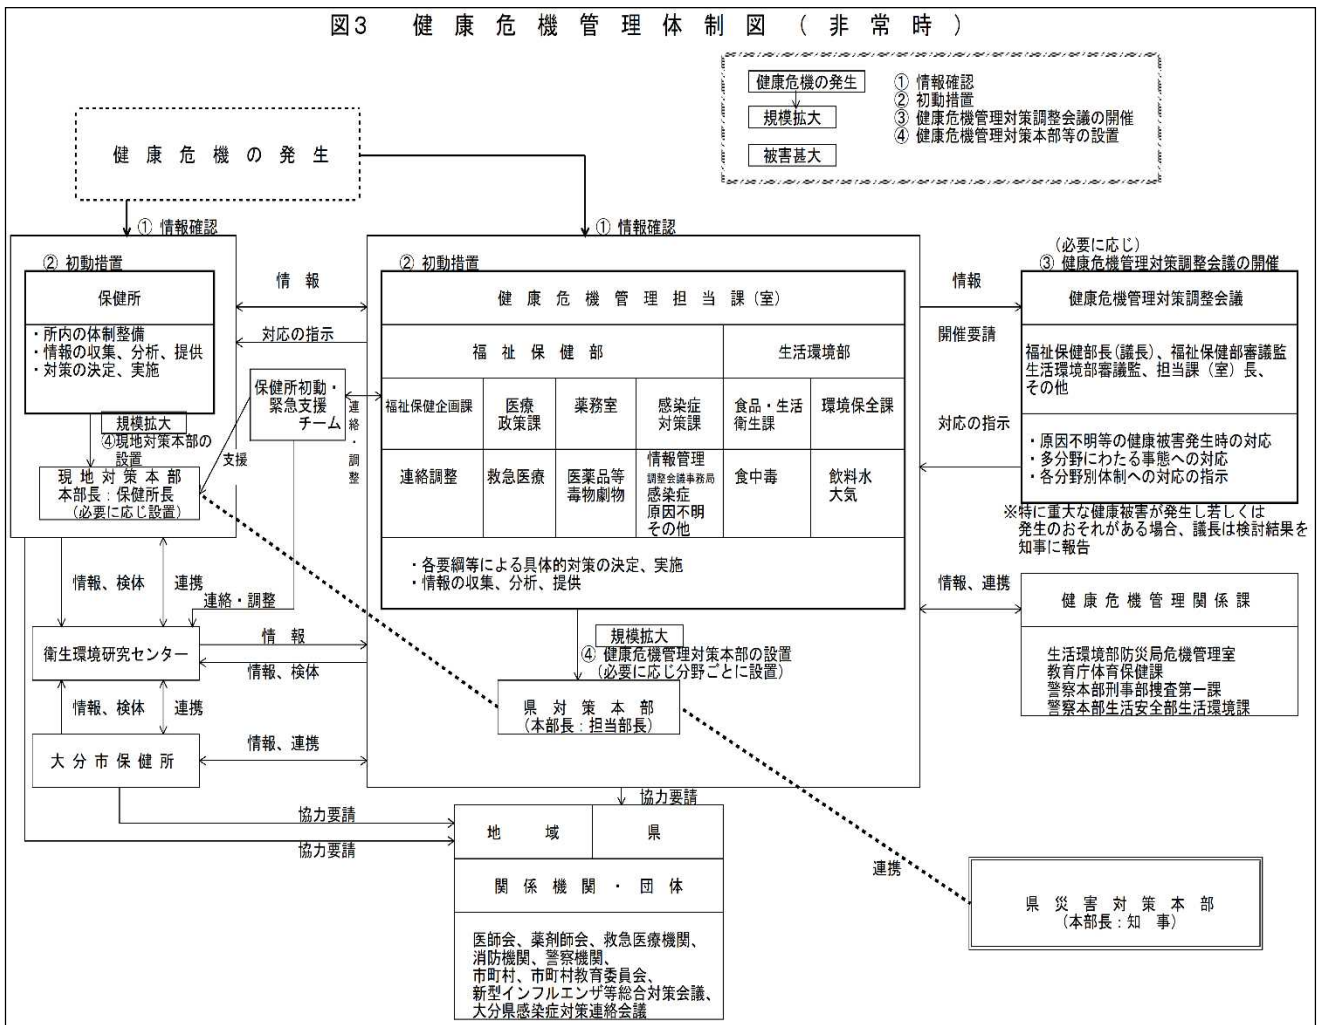 図3 健康危機管理体制図(非常時)
健康危機の発生
規模拡大
被害甚大
① 情報確認
② 初動措置
③ 健康危機管理対策調整会議の開催
④ 健康危機管理対策本部等の設置
健康危機の発生
① 情報確認
② 初動措置
保健所
・所内の体制整備
・情報の収集、分析、提供
・対策の決定、実施
規模拡大
④現地対策本部の
設置
現地対策本部
本部長:保健所長
(必要に応じ設置)
情報
対応の指示
保健所初動・
緊急支援
チーム
支援
連絡・調整
① 情報確認
② 初動措置
健康危機管理担当課(室)
福祉保健部
生活環境部
福祉保健企画課
医療
政策課
薬務室
感染症
対策課
食品・生活
衛生課
環境保全課
連絡調整
救急医療
医薬品等
毒物劇物
情報管理
調整会議事務局
感染症
原因不明
その他
食中毒
飲料水
大気
・各要綱等による具体的対策の決定、実施
・情報の収集、分析、提供
規模拡大
④ 健康危機管理対策本部の設置
(必要に応じ分野ごとに設置)
県対策本部
(本部長:担当部長)
情報
開催要請
対応の指示
(必要に応じ)
③ 健康危機管理対策調整会議の開催
健康危機管理対策調整会議
福祉保健部長(議長)、福祉保健部審議監
生活環境部審議監、担当課(室)長、
その他
・原因不明等の健康被害発生時の対応
・多分野にわたる事態への対応
・各分野別体制への対応の指示
※特に重大な健康被害が発生し若しくは
発生のおそれがある場合、議長は検討結果を
知事に報告
情報、連携
健康危機管理関係課
生活環境部防災局危機管理室
教育庁体育保健課
警察本部刑事部捜査第一課
警察本部生活安全部生活環境課
情報、検体
連携
連絡・調整
衛生環境研究センター
情報
情報、検体
情報、検体
連携
大分市保健所
情報、連携
協力要請
協力要請
協力要請
地域
県
関係機関・団体
医師会、薬剤師会、救急医療機関、
消防機関、警察機関、
市町村、市町村教育委員会、
新型インフルエンザ等総合対策会議、
大分県感染症対策連絡会議
連携
県災害対策本部
(本部長:知事)